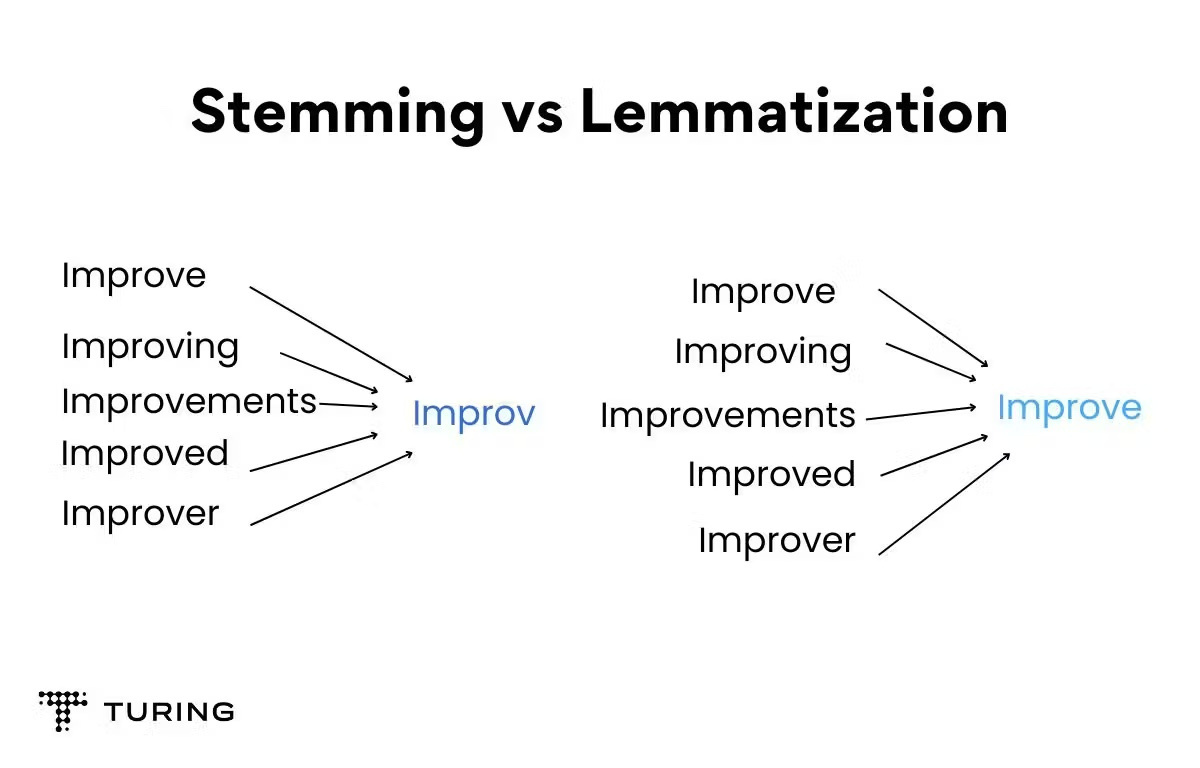 Stemming vs Lemmatization
Improve
Improving
Improvements
Improved
Improver
Improv
Improve
Improving
Improvements
Improved
Improver
Improve
TURING